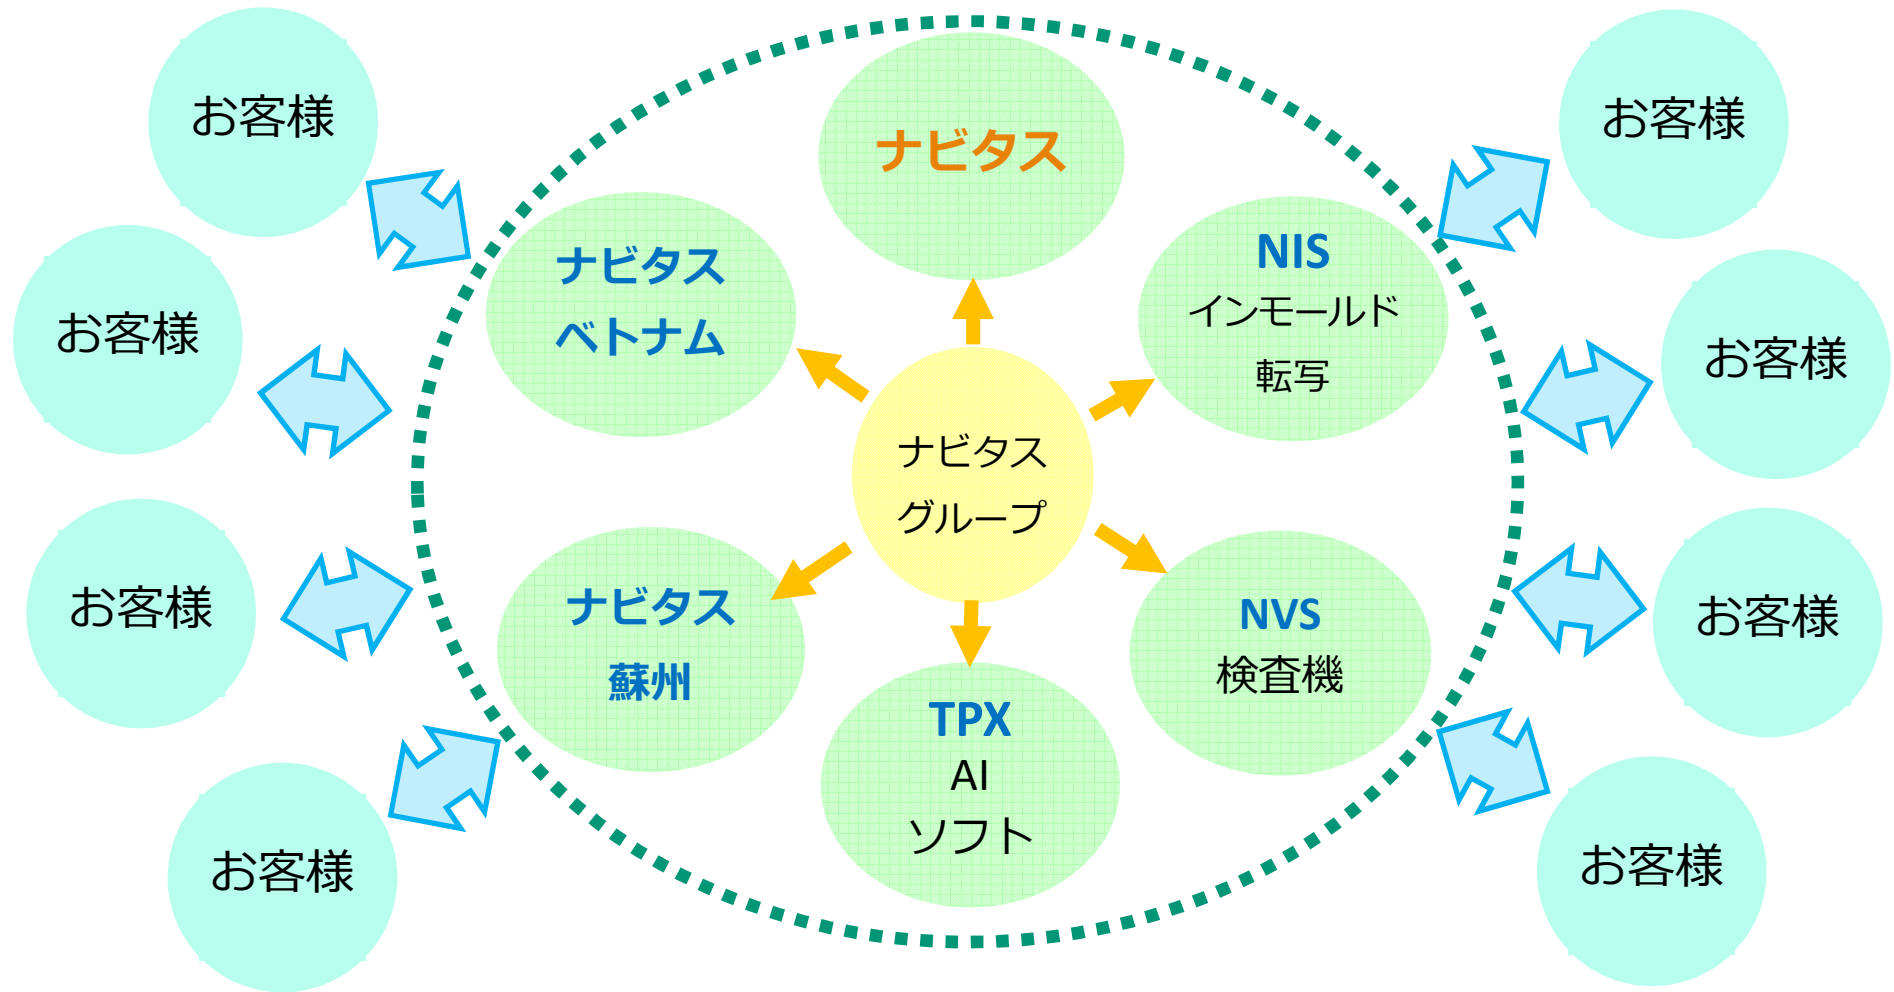 お客様
お客様
お客様
お客様
ナビタス
ナビタス
ベトナム
NIS
インモールド
転写
ナビタス
グループ
ナビタス
蘇州
NVS
検査機
TPX
AI
ソフト
お客様
お客様
お客様
お客様